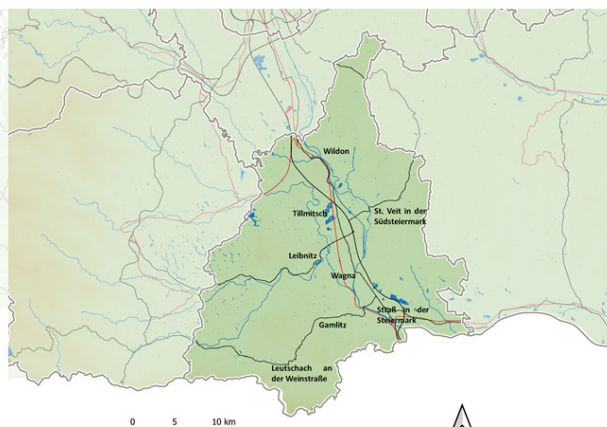 Wildon
Tillmitsch
St. Veit in der
Südsteiermark
Leibnitz
Wagna
Straß an der
Steiermark
Gamlitz
Leutschach an
der Weinstraße
0 5 10 km